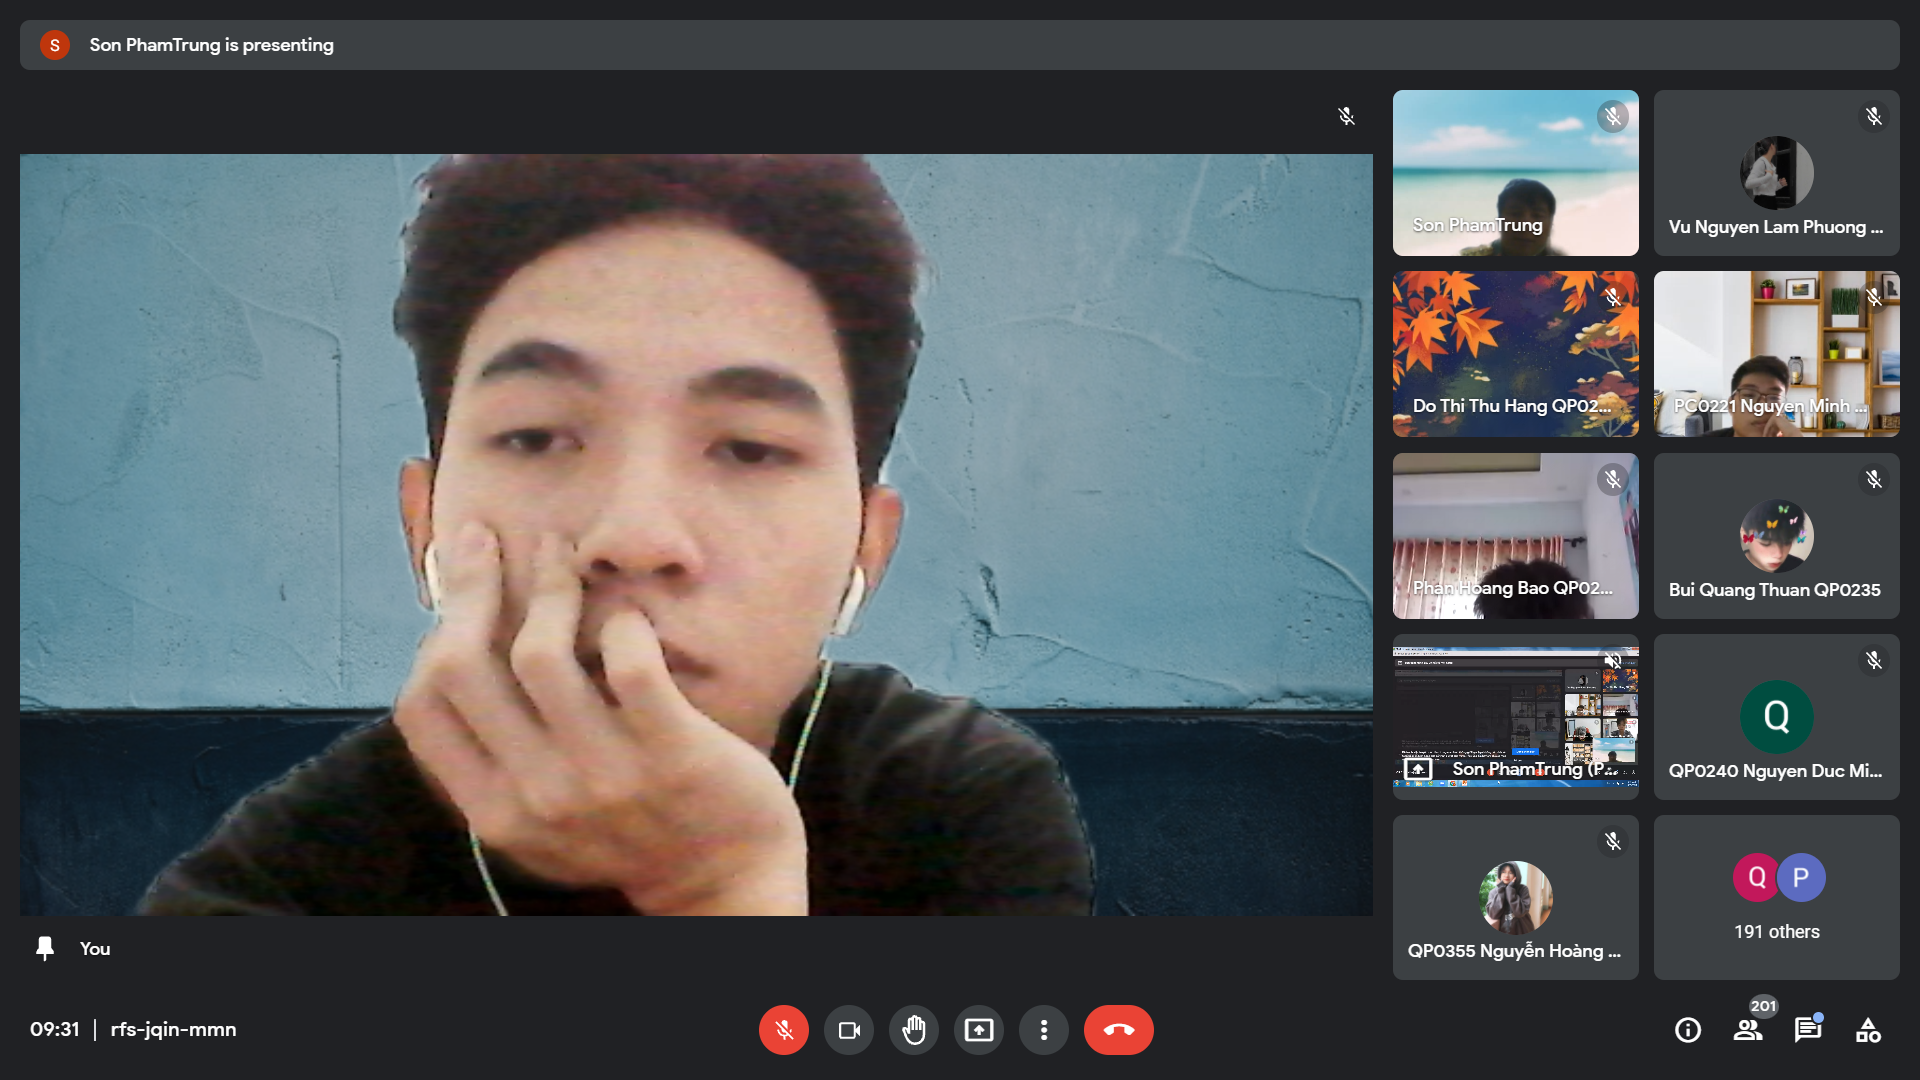 S Son PhamTrung is presenting
Son PhamTrung
Vu Nguyen Lam Phuong ...
Do Thi Thu Hang QP02...
PC0221 Nguyen Minh ...
Phan Hoang Bao QP02...
Bui Quang Thuan QP0235
Son PhamTrung (P...
Q
QP0240 Nguyen Duc Mi...
QP0355 Nguyễn Hoàng ...
Q P
191 others
You
09:31 | rfs-jqin-mmn
201